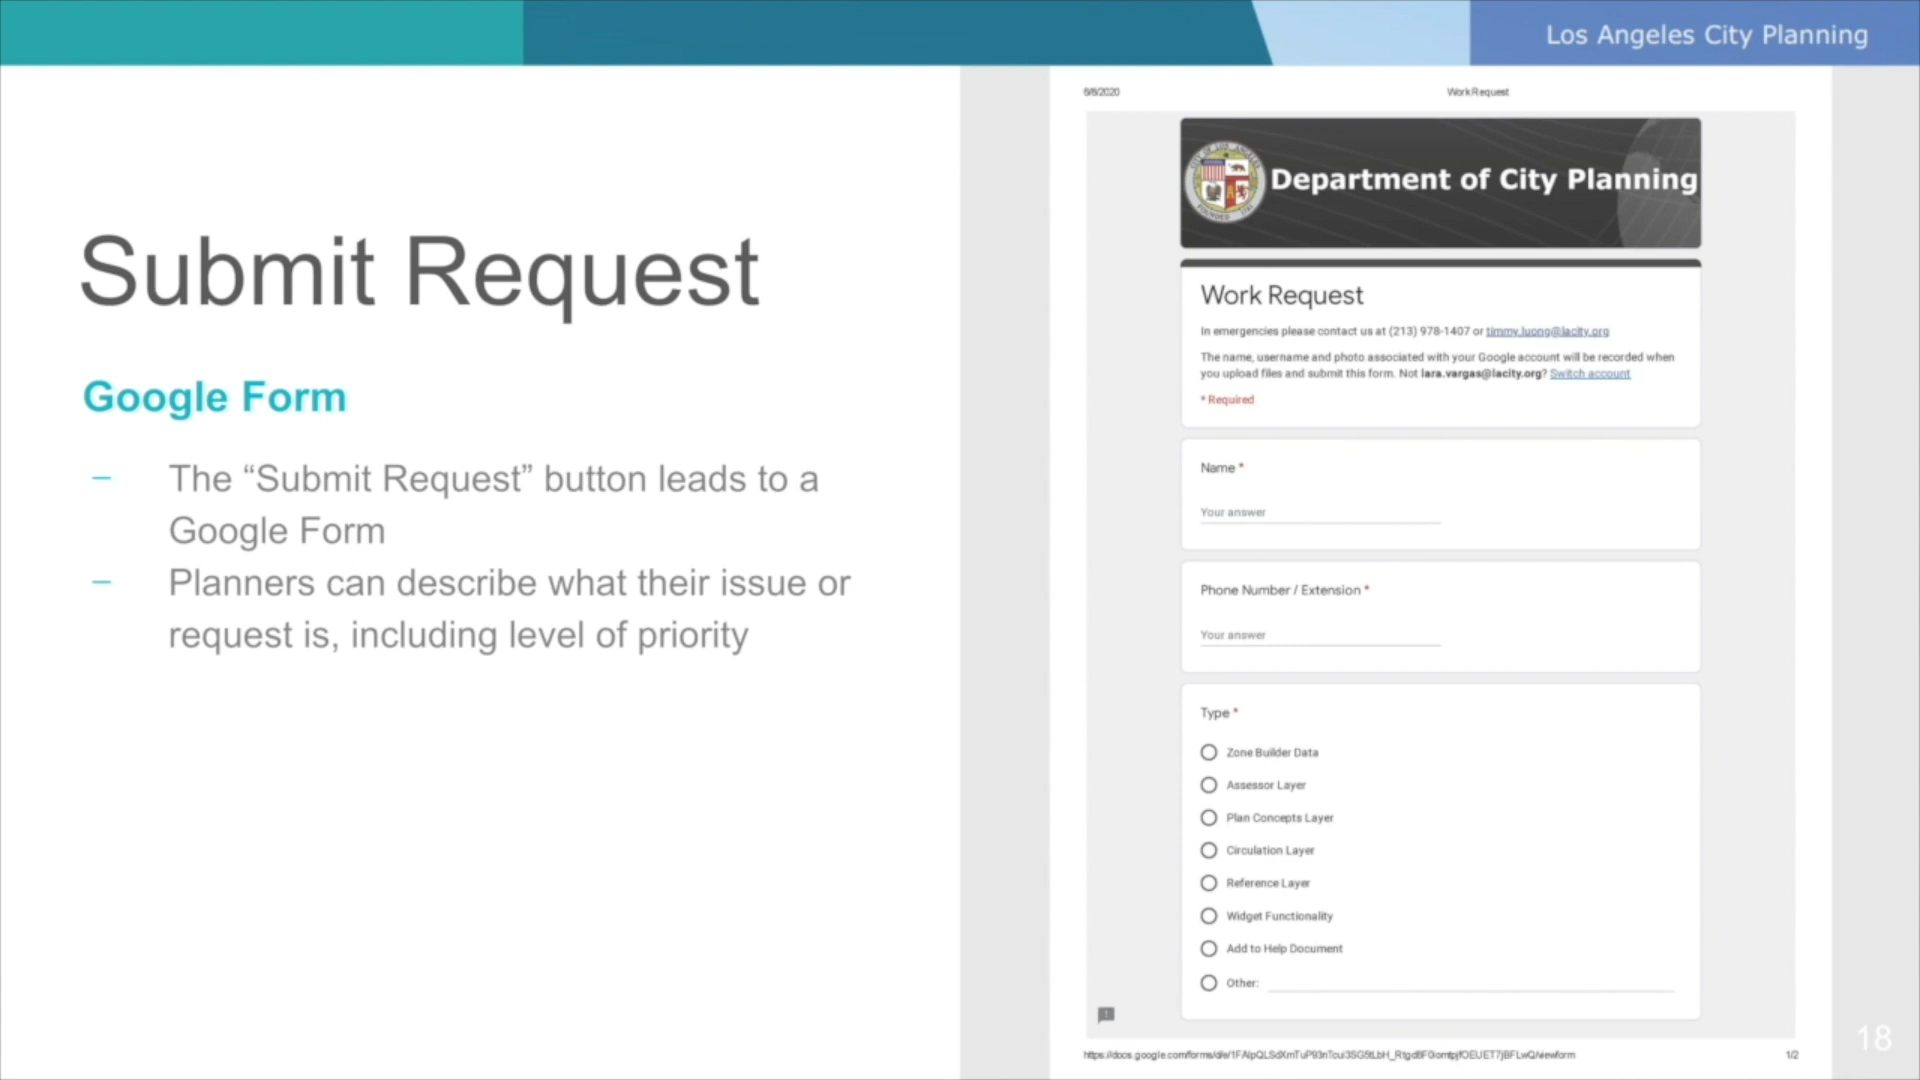 Los Angeles City Planning
Submit Request
Google Form
– The “Submit Request” button leads to a
Google Form
– Planners can describe what their issue or
request is, including level of priority
6/8/2020
Work Request
Department of City Planning
Work Request
In emergencies please contact us at (213) 978-1407 or timmy.luong@lacity.org
The name, username and photo associated with your Google account will be recorded when
you upload files and submit this form. Not lara.vargas@lacity.org? Switch account
* Required
Name *
Your answer
Phone Number / Extension *
Your answer
Type *
Zone Builder Data
Assessor Layer
Plan Concepts Layer
Circulation Layer
Reference Layer
Widget Functionality
Add to Help Document
Other:
1/2
18